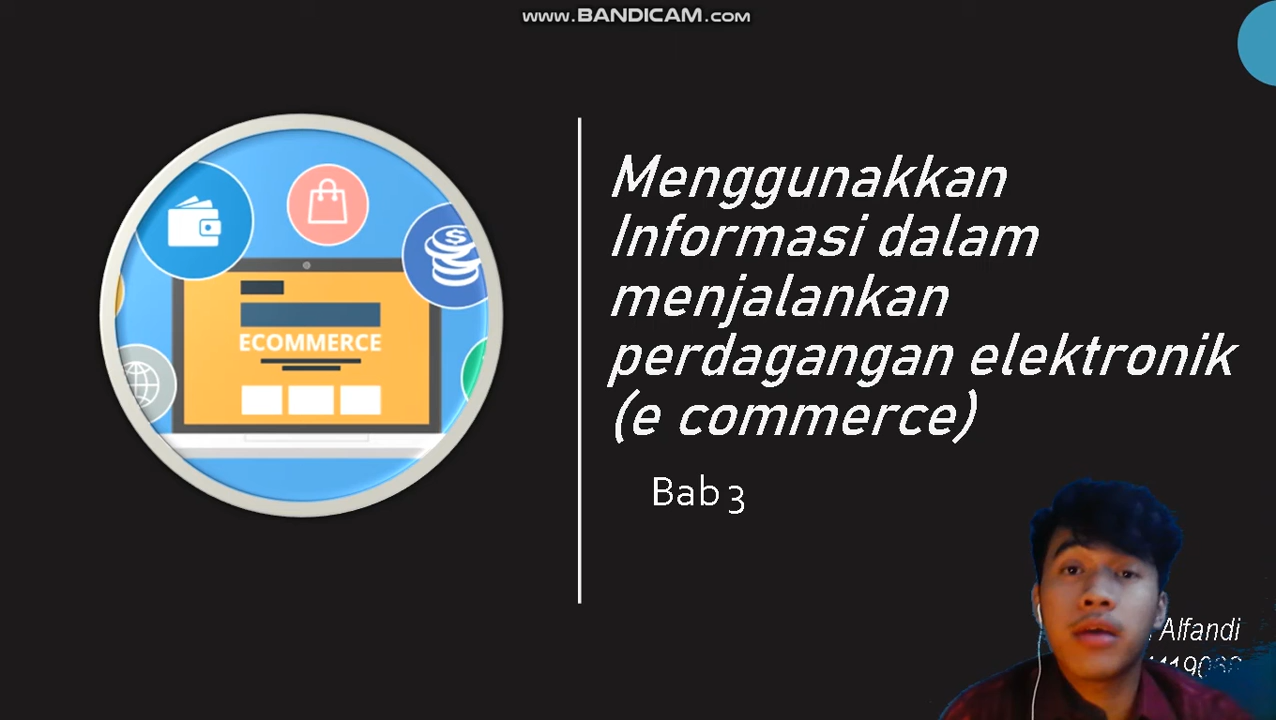 WWW.BANDICAM.COM
Menggunakkan
Informasi dalam
menjalankan
perdagangan elektronik
(e commerce)
Bab 3
ECOMMERCE
Alfandi